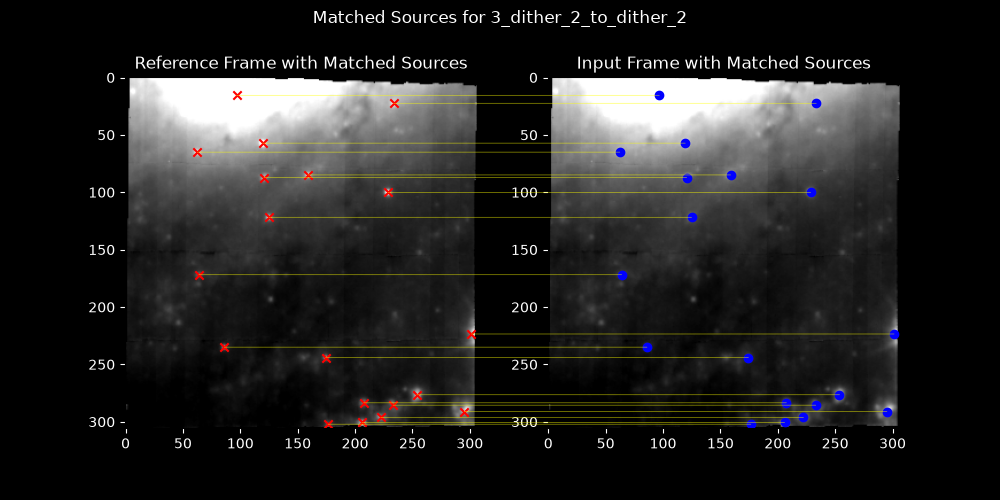 Matched Sources for 3_dither_2_to_dither_2
Reference Frame with Matched Sources
Input Frame with Matched Sources
0
50
100
150
200
250
300
0 50 100 150 200 250 300
0
50
100
150
200
250
300
0 50 100 150 200 250 300